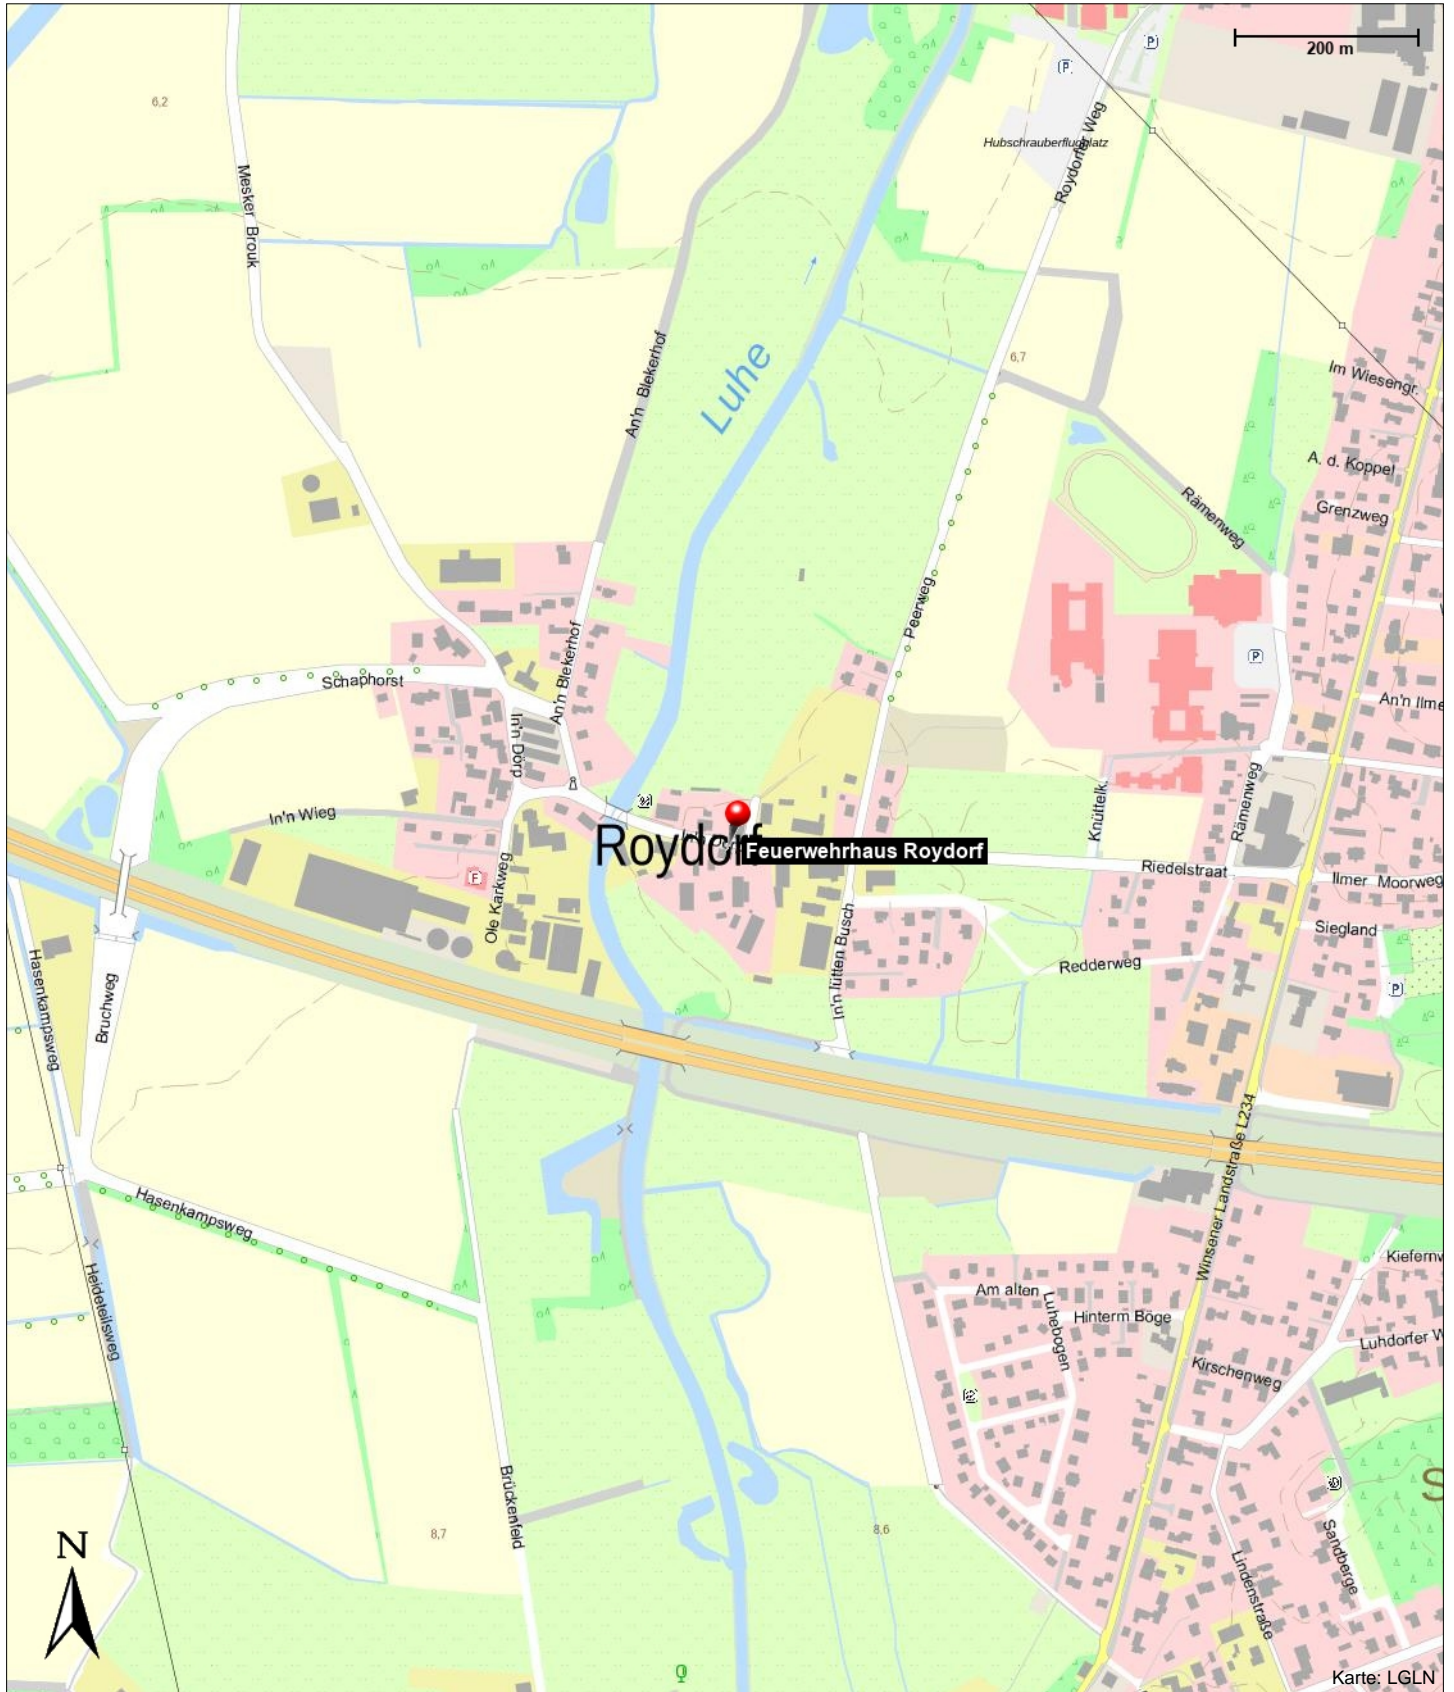 200 m
6,2
Hubschrauberflugplatz
Roydorfer Weg
Mesker Brouk
An'n Blekerhof
Luhe
6,7
Im Wiesengr.
A. d. Koppel
Grenzweg
Rämenweg
Peerweg
Schaphorst
An'n Blekerhof
In'n Dörp
An'n Ilme
Knüttelk.
Rämenweg
In'n Wieg
Roydorf
Feuerwehrhaus Roydorf
Riedelstraat
Ilmer Moorweg
F
Ole Karkweg
Siegland
In'n lütten Busch
Redderweg
Hasenkampsweg
Bruchweg
Winsener Landstraße L234
Hasenkampsweg
Heideteilsweg
Kiefernw
Am alten Luhebogen
Hinterm Böge
Luhdorfer W
Kirschenweg
Brückenfeld
8,7
8,6
Sandberge
Lindenstraße
S
N
Karte: LGLN
P
P
P
P